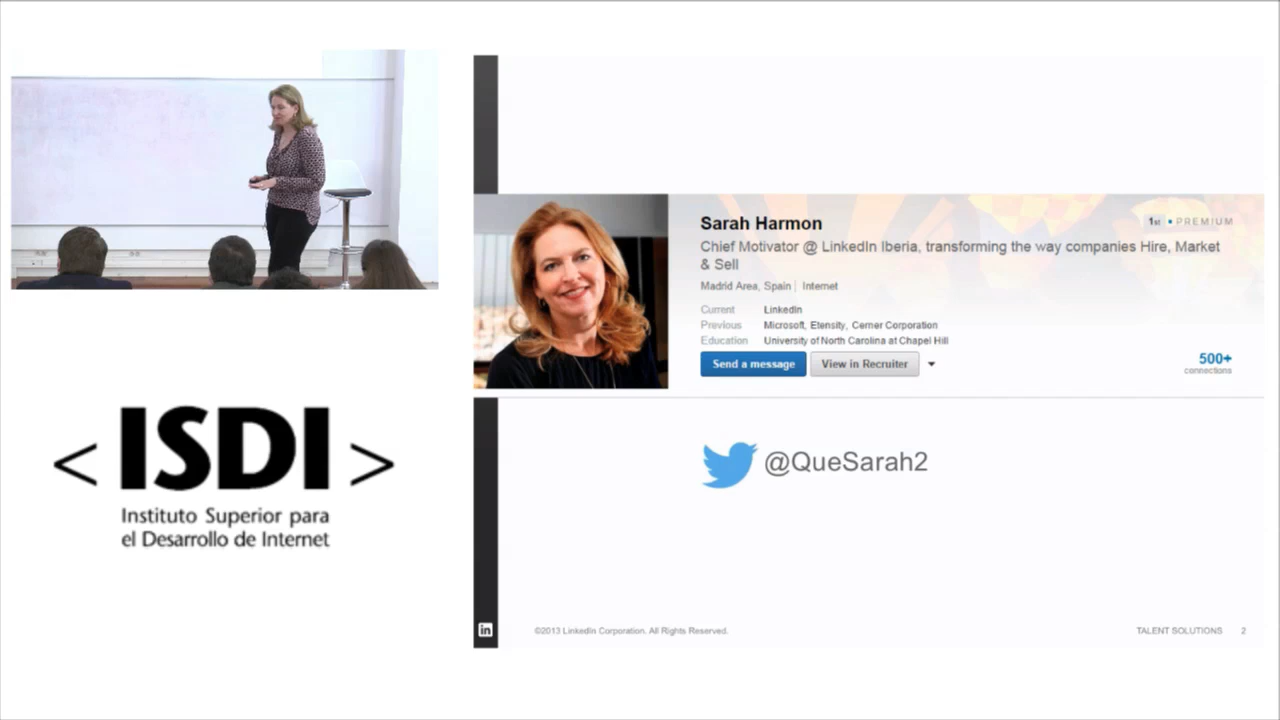 < ISDI >
Instituto Superior para
el Desarrollo de Internet
Sarah Harmon
1st • PREMIUM
Chief Motivator @ LinkedIn Iberia, transforming the way companies Hire, Market
& Sell
Madrid Area, Spain | Internet
Current LinkedIn
Previous Microsoft, Etensity, Cerner Corporation
Education University of North Carolina at Chapel Hill
Send a message View in Recruiter
500+
connections
@QueSarah2
in ©2013 LinkedIn Corporation. All Rights Reserved. TALENT SOLUTIONS 2